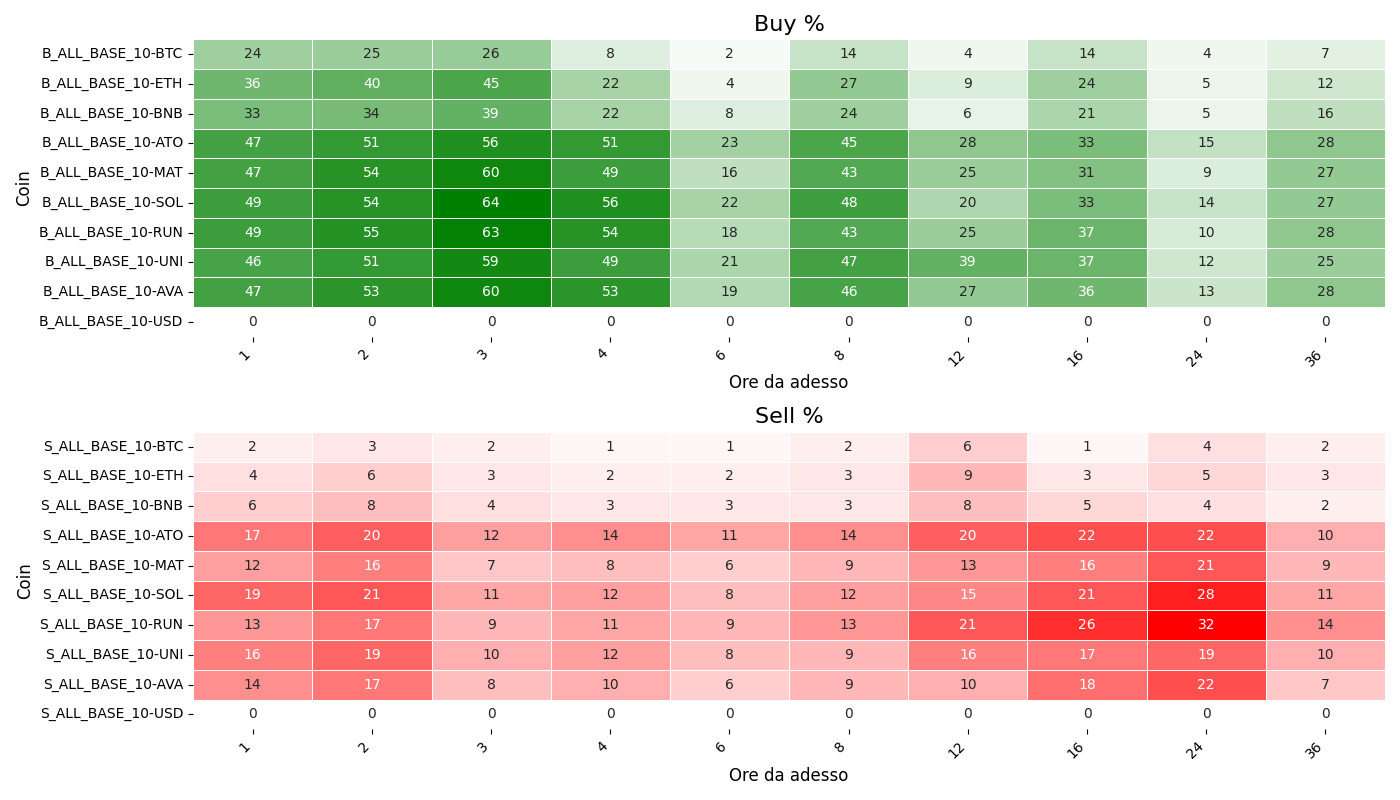 Buy %
Coin
B_ALL_BASE_10-BTC 24 25 26 8 2 14 4 14 4 7
B_ALL_BASE_10-ETH 36 40 45 22 4 27 9 24 5 12
B_ALL_BASE_10-BNB 33 34 39 22 8 24 6 21 5 16
B_ALL_BASE_10-ATO 47 51 56 51 23 45 28 33 15 28
B_ALL_BASE_10-MAT 47 54 60 49 16 43 25 31 9 27
B_ALL_BASE_10-SOL 49 54 64 56 22 48 20 33 14 27
B_ALL_BASE_10-RUN 49 55 63 54 18 43 25 37 10 28
B_ALL_BASE_10-UNI 46 51 59 49 21 47 39 37 12 25
B_ALL_BASE_10-AVA 47 53 60 53 19 46 27 36 13 28
B_ALL_BASE_10-USD 0 0 0 0 0 0 0 0 0 0
1 2 3 4 6 8 12 16 24 36
Ore da adesso
Sell %
Coin
S_ALL_BASE_10-BTC 2 3 2 1 1 2 6 1 4 2
S_ALL_BASE_10-ETH 4 6 3 2 2 3 9 3 5 3
S_ALL_BASE_10-BNB 6 8 4 3 3 3 8 5 4 2
S_ALL_BASE_10-ATO 17 20 12 14 11 14 20 22 22 10
S_ALL_BASE_10-MAT 12 16 7 8 6 9 13 16 21 9
S_ALL_BASE_10-SOL 19 21 11 12 8 12 15 21 28 11
S_ALL_BASE_10-RUN 13 17 9 11 9 13 21 26 32 14
S_ALL_BASE_10-UNI 16 19 10 12 8 9 16 17 19 10
S_ALL_BASE_10-AVA 14 17 8 10 6 9 10 18 22 7
S_ALL_BASE_10-USD 0 0 0 0 0 0 0 0 0 0
1 2 3 4 6 8 12 16 24 36
Ore da adesso